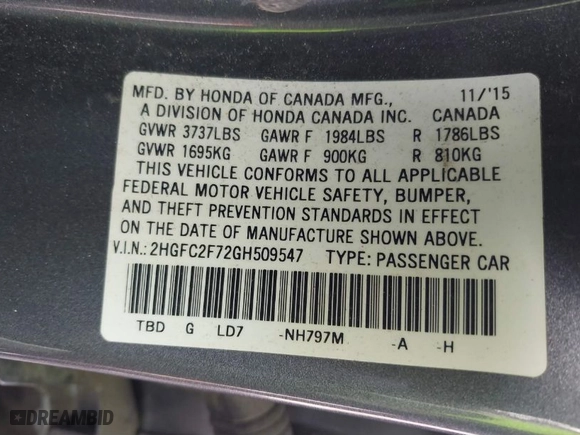 MFD. BY HONDA OF CANADA MFG., 11/'15
A DIVISION OF HONDA CANADA INC. CANADA
GVWR 3737LBS GAWR F 1984LBS R 1786LBS
GVWR 1695KG GAWR F 900KG R 810KG
THIS VEHICLE CONFORMS TO ALL APPLICABLE
FEDERAL MOTOR VEHICLE SAFETY, BUMPER,
AND THEFT PREVENTION STANDARDS IN EFFECT
ON THE DATE OF MANUFACTURE SHOWN ABOVE.
V.I.N.: 2HGFC2F72GH509547 TYPE: PASSENGER CAR
TBD G LD7 -NH797M -A -H
DREAMBID